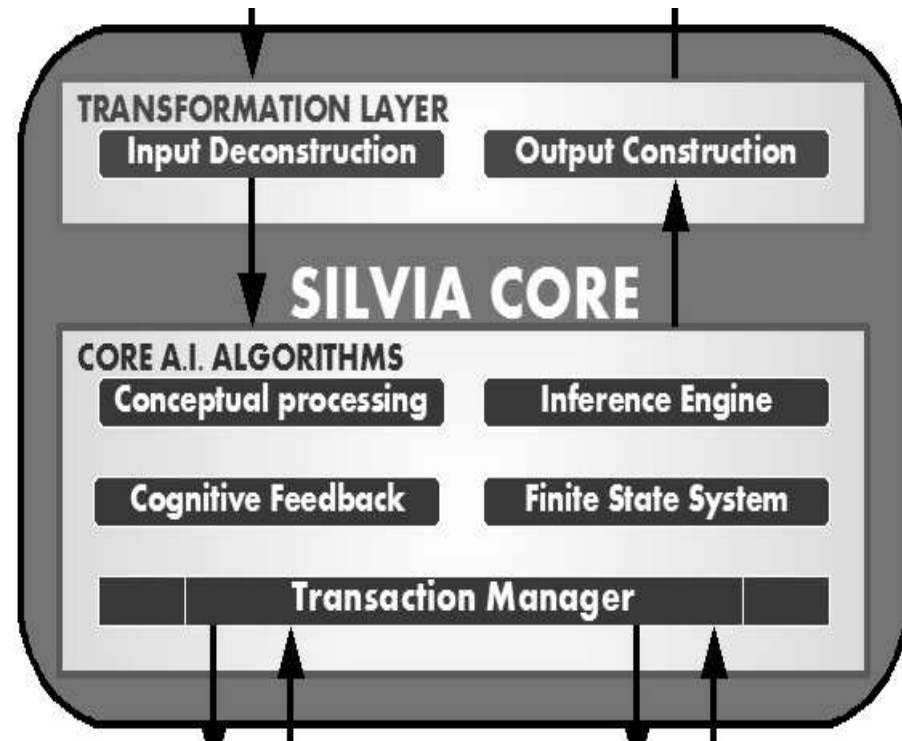 TRANSFORMATION LAYER
Input Deconstruction
Output Construction
SILVIA CORE
CORE A.I. ALGORITHMS
Conceptual processing
Inference Engine
Cognitive Feedback
Finite State System
Transaction Manager